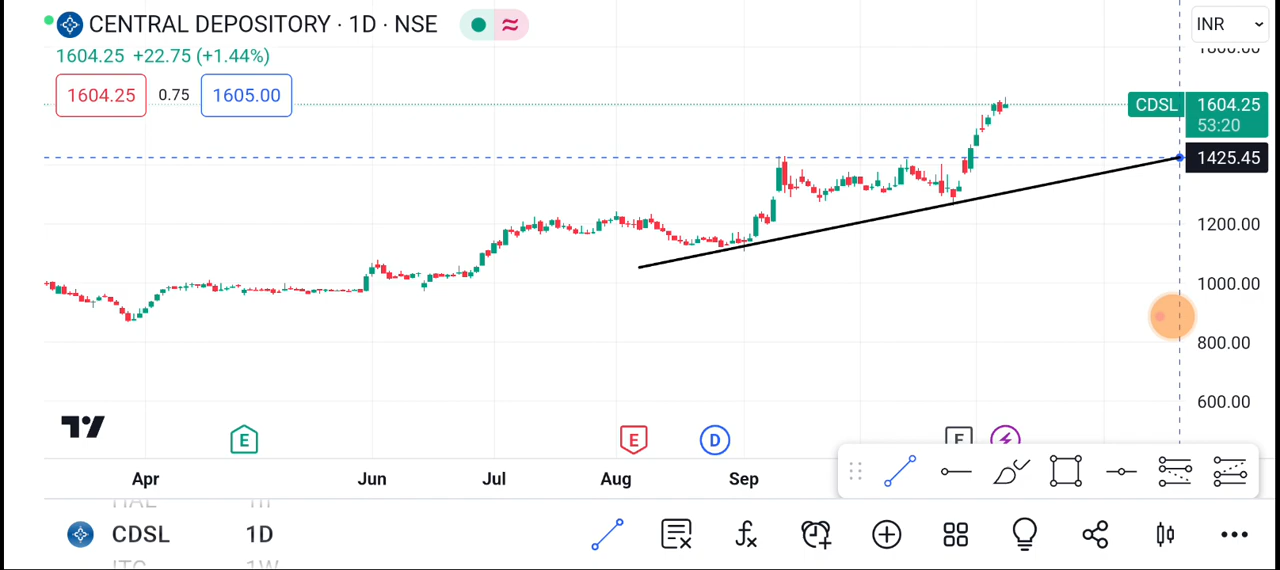 CENTRAL DEPOSITORY · 1D · NSE
INR
1604.25 +22.75 (+1.44%)
1604.25 0.75 1605.00
CDSL 1604.25
53:20
1425.45
1200.00
1000.00
800.00
600.00
E E D E
Apr Jun Jul Aug Sep
CDSL 1D